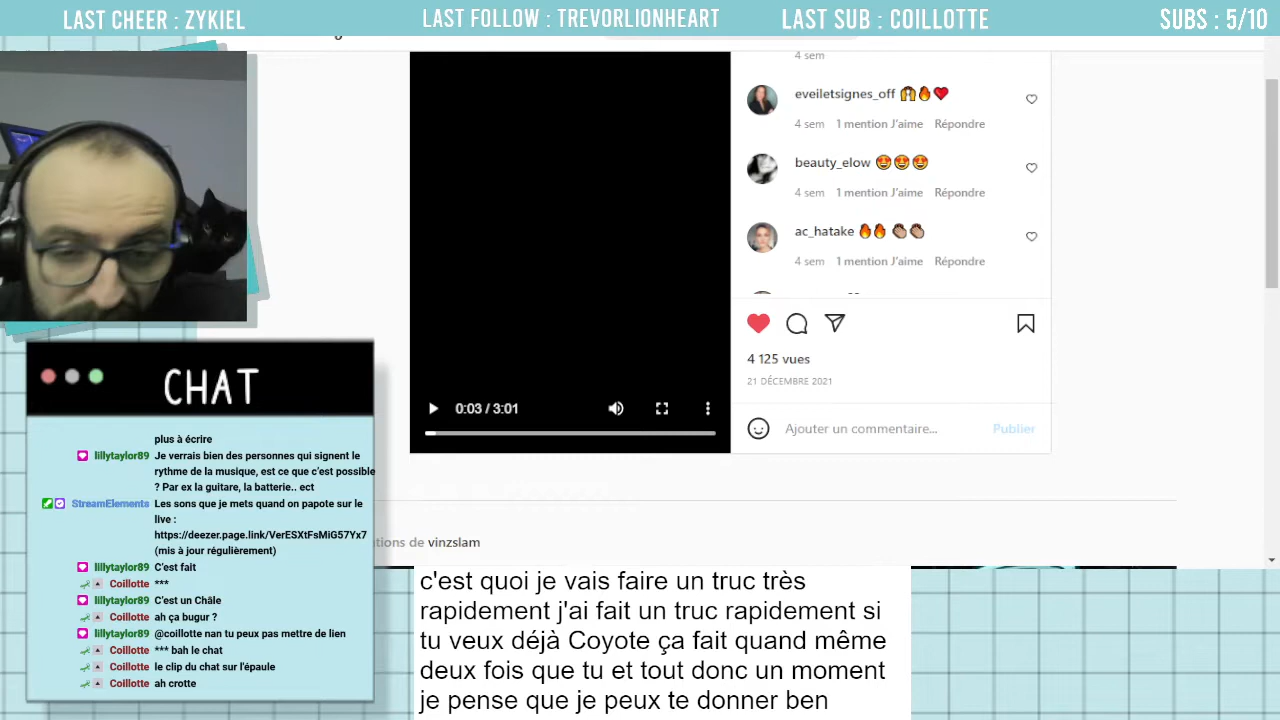 LAST CHEER : ZYKIEL
LAST FOLLOW : TREVORLIONHEART
LAST SUB : COILLOTTE
SUBS : 5/10
4 sem
eveiletsignes_off
4 sem 1 mention J'aime Répondre
beauty_elow
4 sem 1 mention J'aime Répondre
ac_hatake
4 sem 1 mention J'aime Répondre
4 125 vues
21 DÉCEMBRE 2021
0:03 / 3:01
Ajouter un commentaire... Publier
tions de vinzslam
CHAT
plus à écrire
lillytaylor89 Je verrais bien des personnes qui signent le
rythme de la musique, est ce que c'est possible
? Par ex la guitare, la batterie.. ect
StreamElements Les sons que je mets quand on papote sur le
live :
https://deezer.page.link/VerESXtFsMiG57Yx7
(mis à jour régulièrement)
lillytaylor89 C'est fait
Coillotte ***
lillytaylor89 C'est un Châle
Coillotte ah ça bugur ?
lillytaylor89 @coillotte nan tu peux pas mettre de lien
Coillotte *** bah le chat
Coillotte le clip du chat sur l'épaule
Coillotte ah crotte
c'est quoi je vais faire un truc très
rapidement j'ai fait un truc rapidement si
tu veux déjà Coyote ça fait quand même
deux fois que tu et tout donc un moment
je pense que je peux te donner ben